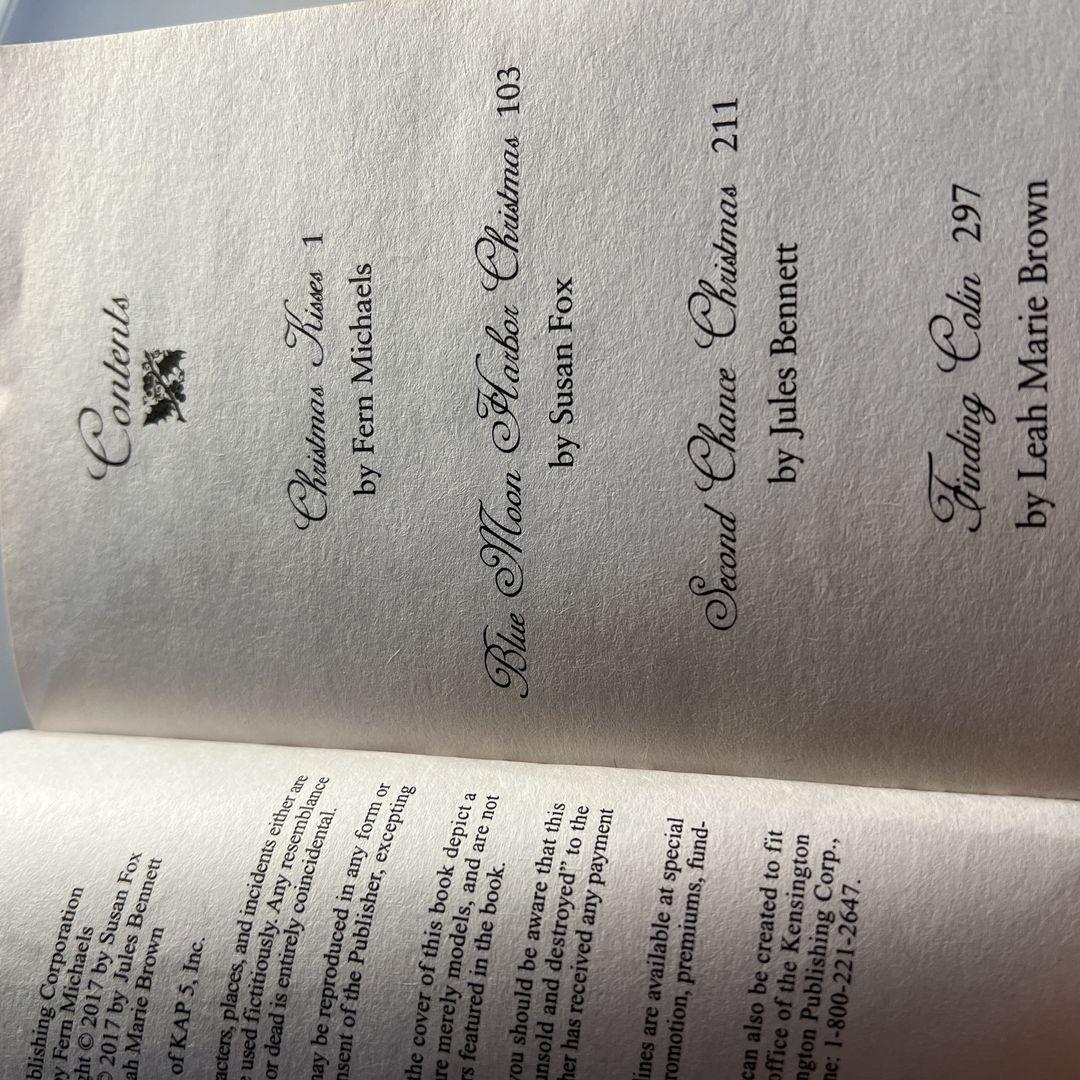 blishing Corporation
by Fern Michaels
ght © 2017 by Susan Fox
© 2017 by Jules Bennett
ah Marie Brown
of KAP 5, Inc.
acters, places, and incidents either are
e used fictitiously. Any resemblance
or dead is entirely coincidental.
may be reproduced in any form or
nsent of the Publisher, excepting
the cover of this book depict a
re merely models, and are not
rs featured in the book.
you should be aware that this
unsold and destroyed” to the
her has received any payment
lines are available at special
romotion, premiums, fund-
can also be created to fit
office of the Kensington
ngton Publishing Corp.,
ne: 1-800-221-2647.
Contents
Christmas Kisses 1
by Fern Michaels
Blue Moon Harbor Christmas 103
by Susan Fox
Second Chance Christmas 211
by Jules Bennett
Finding Colin 297
by Leah Marie Brown